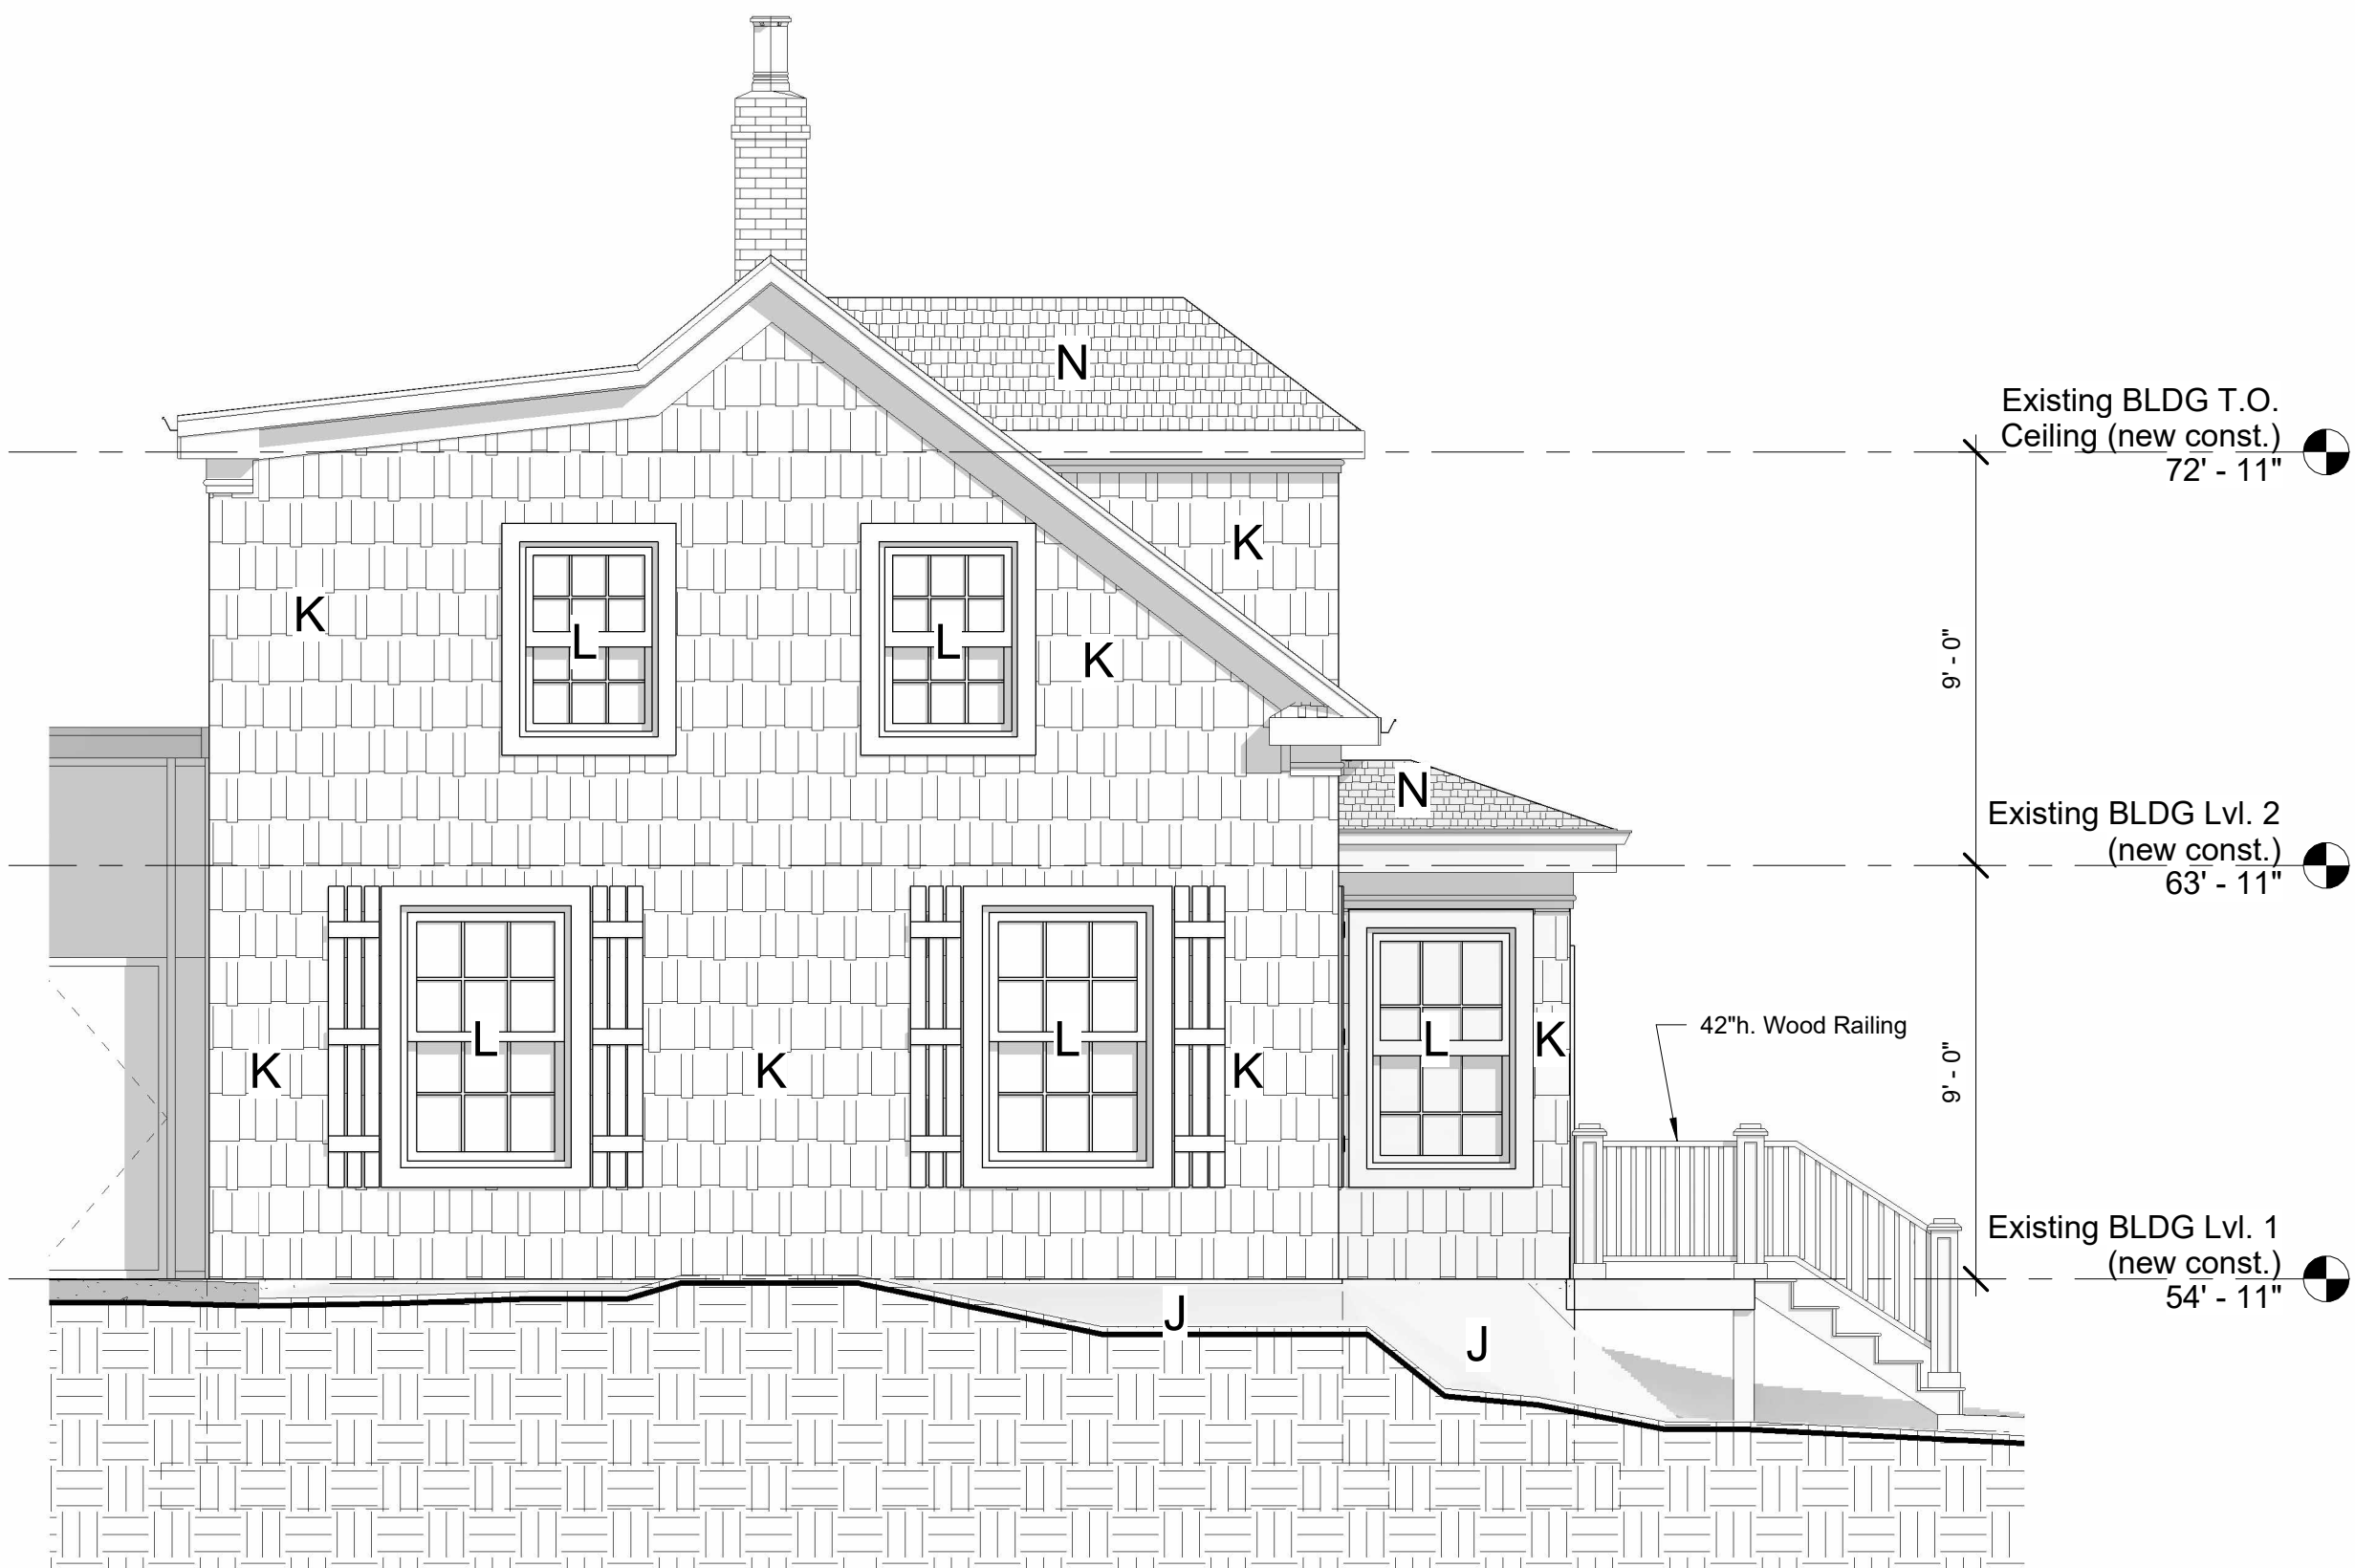 N
Existing BLDG T.O.
Ceiling (new const.)
72' - 11"
K
K
L
L
K
9' - 0"
N
Existing BLDG Lvl. 2
(new const.)
63' - 11"
L
L
L
K
42"h. Wood Railing
K
K
K
9' - 0"
Existing BLDG Lvl. 1
(new const.)
54' - 11"
J
J